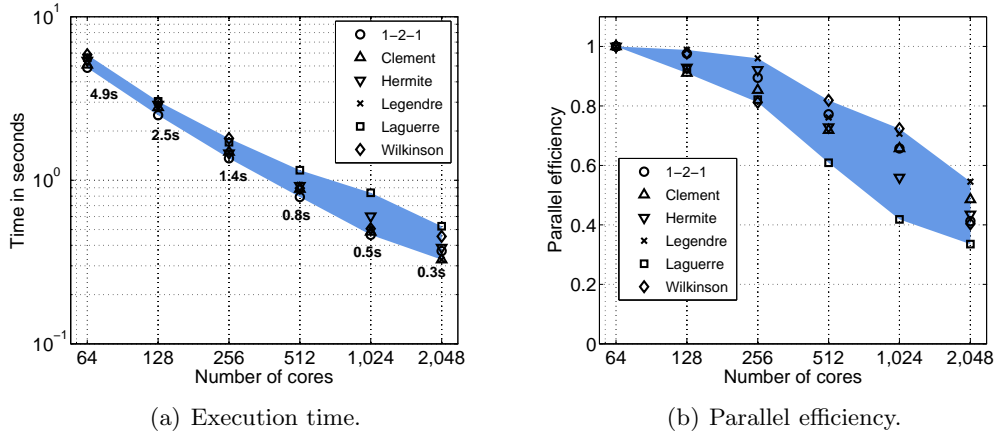 10^1
10^0
10^-1
Time in seconds
1−2−1
Clement
Hermite
Legendre
Laguerre
Wilkinson
4.9s
2.5s
1.4s
0.8s
0.5s
0.3s
64 128 256 512 1,024 2,048
Number of cores
(a) Execution time.
1
0.8
0.6
0.4
0.2
0
Parallel efficiency
1−2−1
Clement
Hermite
Legendre
Laguerre
Wilkinson
64 128 256 512 1,024 2,048
Number of cores
(b) Parallel efficiency.